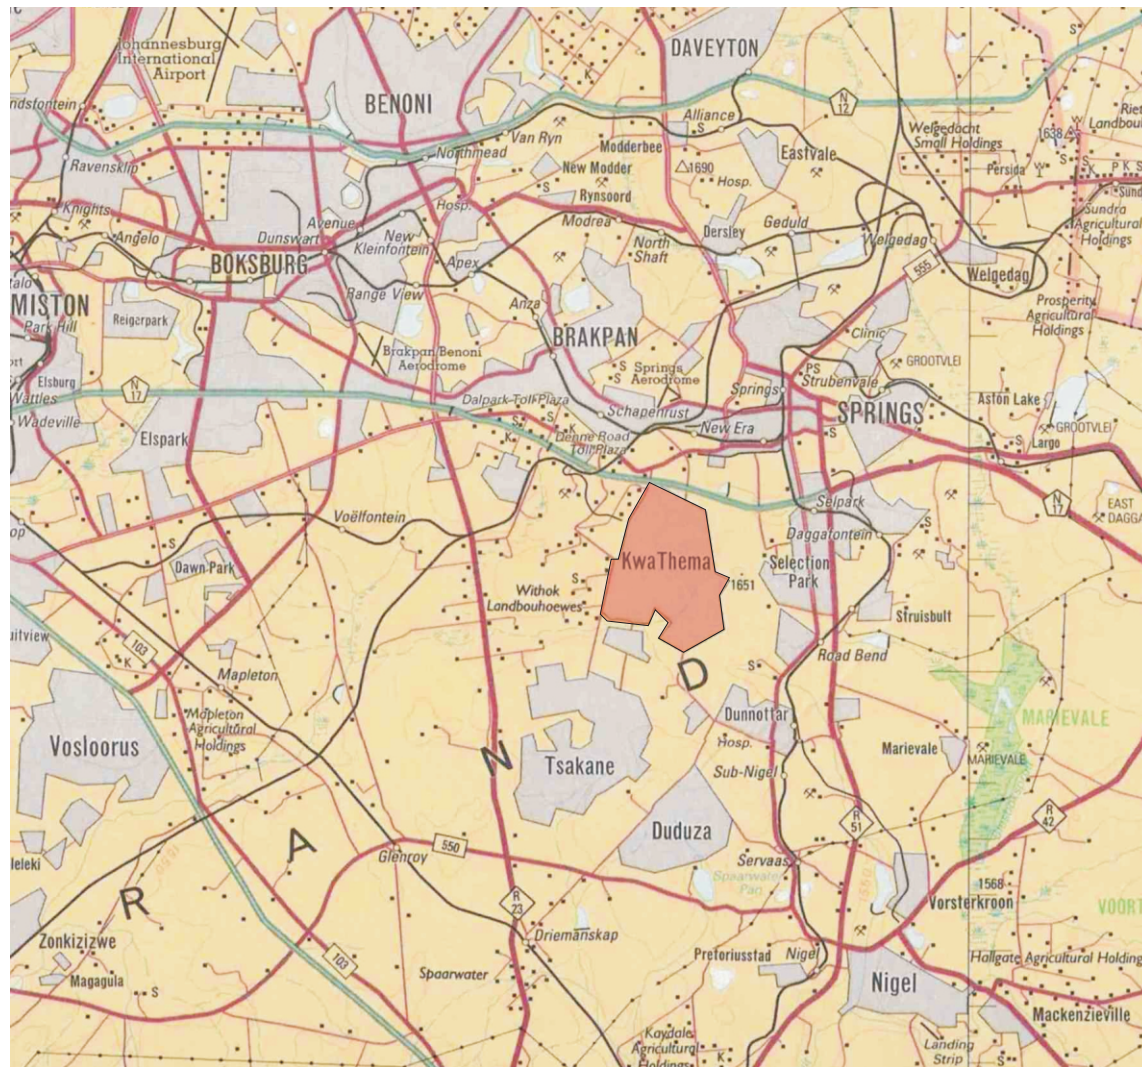 Johannesburg
International
Airport
BENONI
DAVEYTON
K
S
N
12
Alliance
S
Van Ryn
Modderbee
Northmead
New Modder
1690
Eastvale
Hosp.
Rynsoord
S
Welgedacht
Small Holdings
1638
Persida
P K S
Ravensklip
Knights
Angelo
Avenue
Dunswart
New
Kleinfontein
Hosp.
Modrea
North
Shaft
Dersley
Geduld
Welgedag
Sundra
Agricultural
Holdings
BOKSBURG
Apex
Range View
555
Welgedag
MISTON
Park Hill
Reigerpark
Anza
BRAKPAN
Prosperity
Agricultural
Holdings
Clinic
Brakpan/Benoni
Aerodrome
S
S
Springs
Aerodrome
GROOTVLEI
PS
Strubenvale
Elsburg
Wattles
N
17
Wadeville
Dalpark Toll Plaza
Schapenrust
Springs
SPRINGS
Aston Lake
GROOTVLEI
Elspark
S
K
K
Denne Road
Toll Plaza
New Era
S
S
Largo
N
17
EAST
Selpark
Voëlfontein
Daggafontein
S
Dawn Park
S
KwaThema
Selection
Park
1651
Withok
Landbouhoewes
S
Struisbult
103
K
Mapleton
Road Bend
S
D
Mapleton
Agricultural
Holdings
Vosloorus
Dunnottar
MARIEVALE
Hosp.
Marievale
MARIEVALE
N
Tsakane
Sub-Nigel
A
Duduza
R
51
R
42
550
Glenroy
Servaas
Spaarwater
Pan
1550
1568
Vorsterkroon
R
R
23
Driemanskap
Zonkizizwe
103
Magagula
S
Spaarwater
Pretoriusstad
Nigel
Nigel
Hallgate Agricultural Holding
Mackenzieville
Kaydale
Agricultural
Holdings
K
Landing
Strip
S